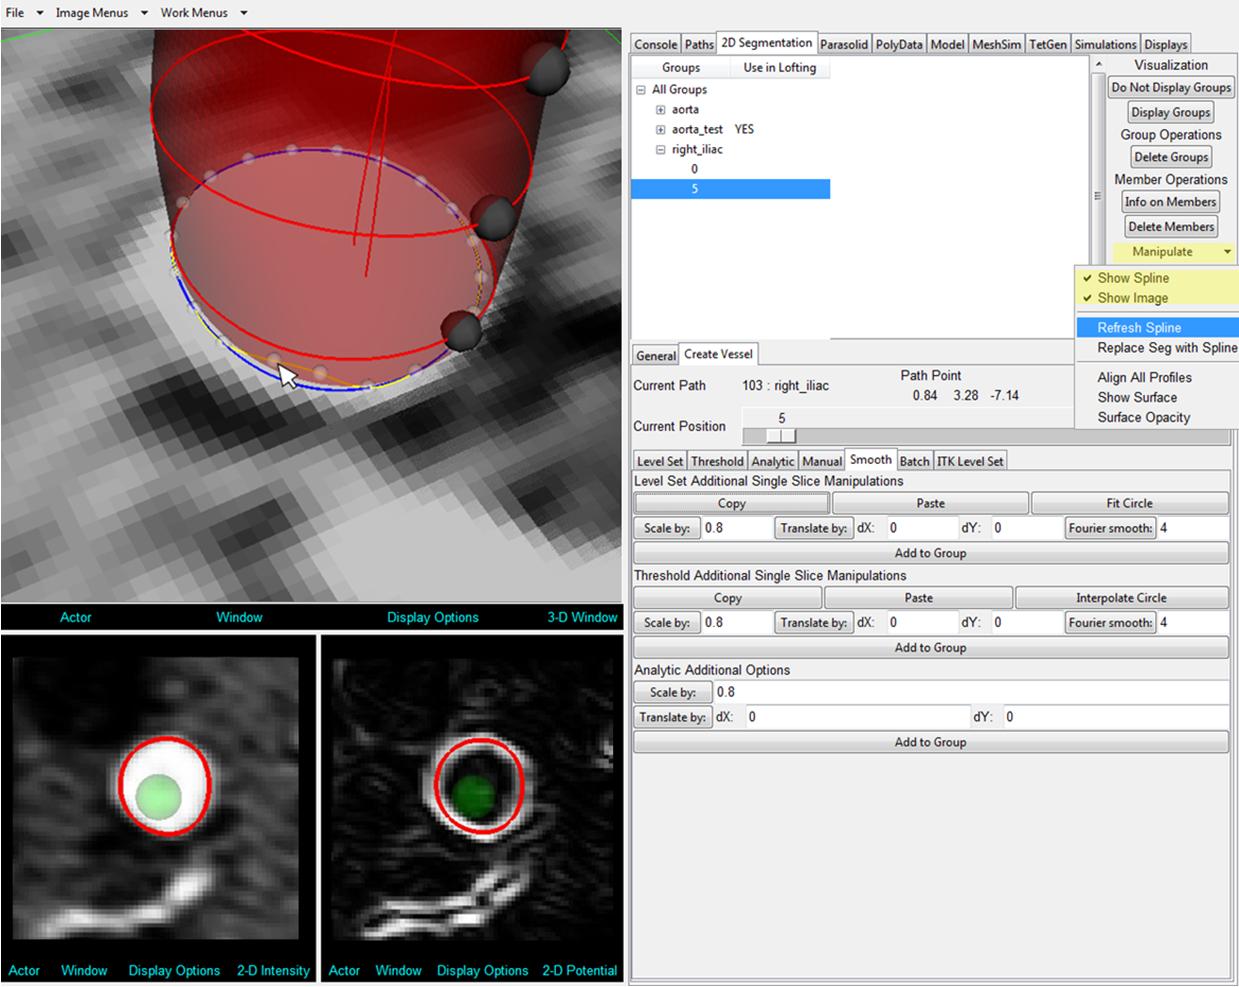 File Image Menus Work Menus
Console Paths 2D Segmentation Parasolid PolyData Model MeshSim TetGen Simulations Displays
Groups Use in Lofting
All Groups
aorta
aorta_test YES
right_iliac
0
5
Visualization
Do Not Display Groups
Display Groups
Group Operations
Delete Groups
Member Operations
Info on Members
Delete Members
Manipulate
Show Spline
Show Image
Refresh Spline
Replace Seg with Spline
Align All Profiles
Show Surface
Surface Opacity
General Create Vessel
Current Path 103 : right_iliac
Path Point
0.84 3.28 -7.14
5
Current Position
Level Set Threshold Analytic Manual Smooth Batch ITK Level Set
Level Set Additional Single Slice Manipulations
Copy Paste Fit Circle
Scale by: 0.8 Translate by: dX: 0 dY: 0 Fourier smooth: 4
Add to Group
Threshold Additional Single Slice Manipulations
Copy Paste Interpolate Circle
Scale by: 0.8 Translate by: dX: 0 dY: 0 Fourier smooth: 4
Add to Group
Analytic Additional Options
Scale by: 0.8
Translate by: dX: 0 dY: 0
Add to Group
Actor Window Display Options 3-D Window
Actor Window Display Options 2-D Intensity
Actor Window Display Options 2-D Potential